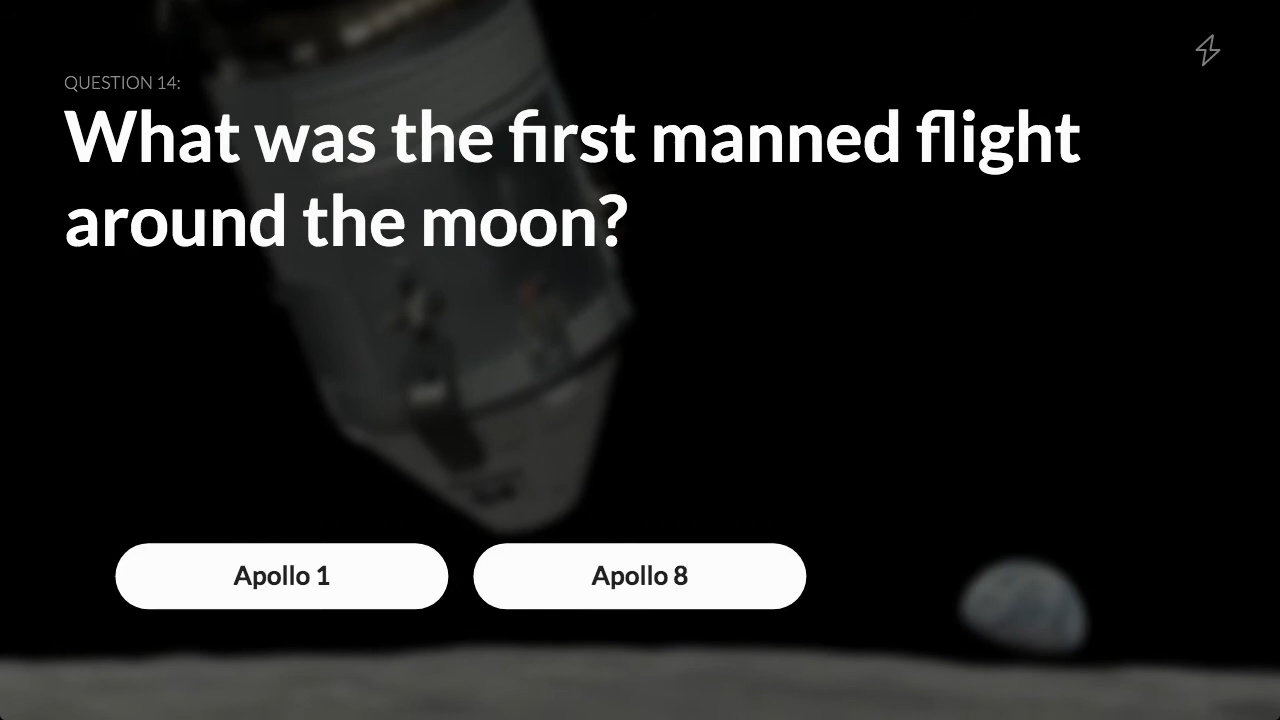 QUESTION 14:
What was the first manned flight
around the moon?
Apollo 1
Apollo 8